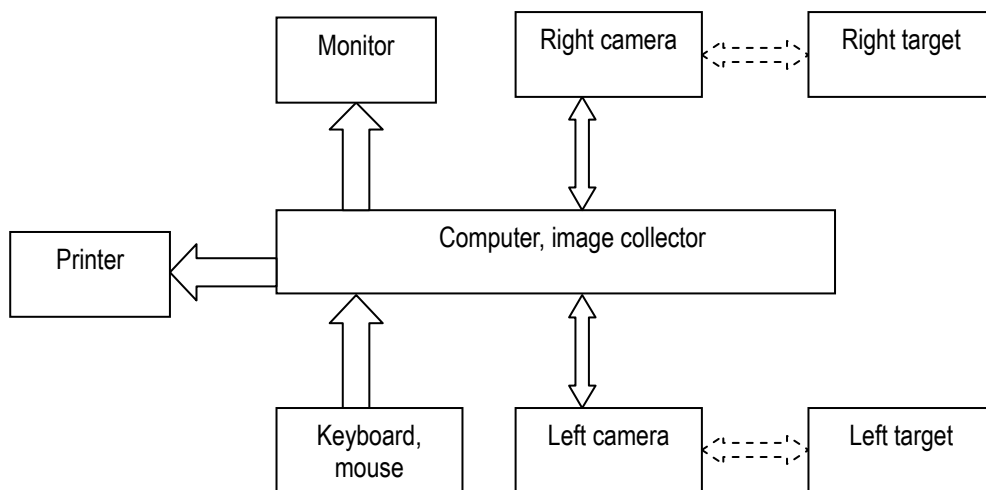 Monitor
Right camera
Right target
Computer, image collector
Printer
Keyboard,
mouse
Left camera
Left target